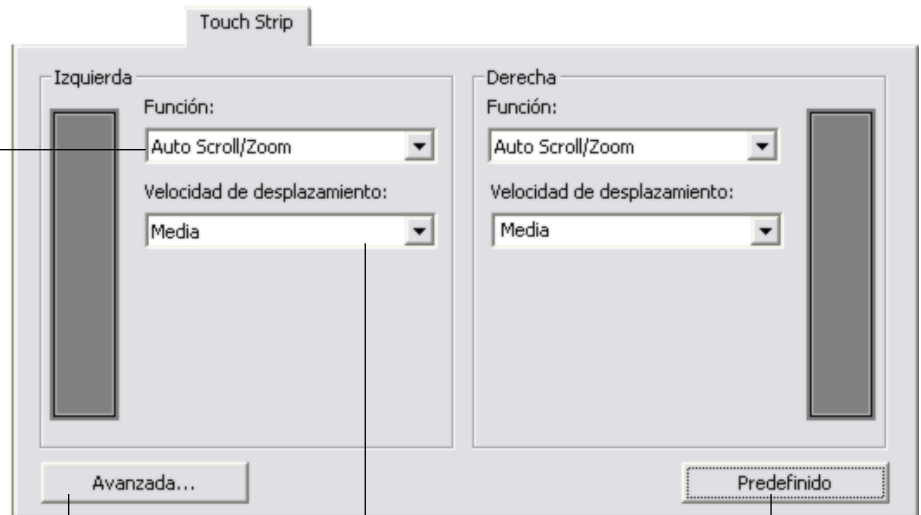 Touch Strip
Izquierda
Función:
Auto Scroll/Zoom
Velocidad de desplazamiento:
Media
Derecha
Función:
Auto Scroll/Zoom
Velocidad de desplazamiento:
Media
Avanzada...
Predefinido